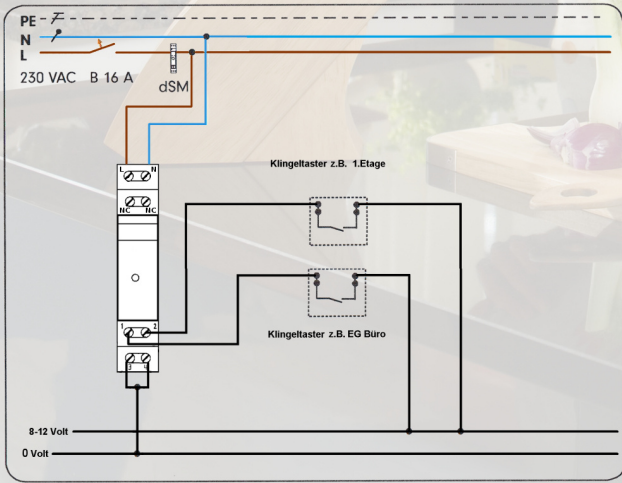 PE
N
L
230 VAC B 16 A
dSM
L N
NC NC
Klingeltaster z.B. 1.Etage
1 2
Klingeltaster z.B. EG Büro
3 4
8-12 Volt
0 Volt